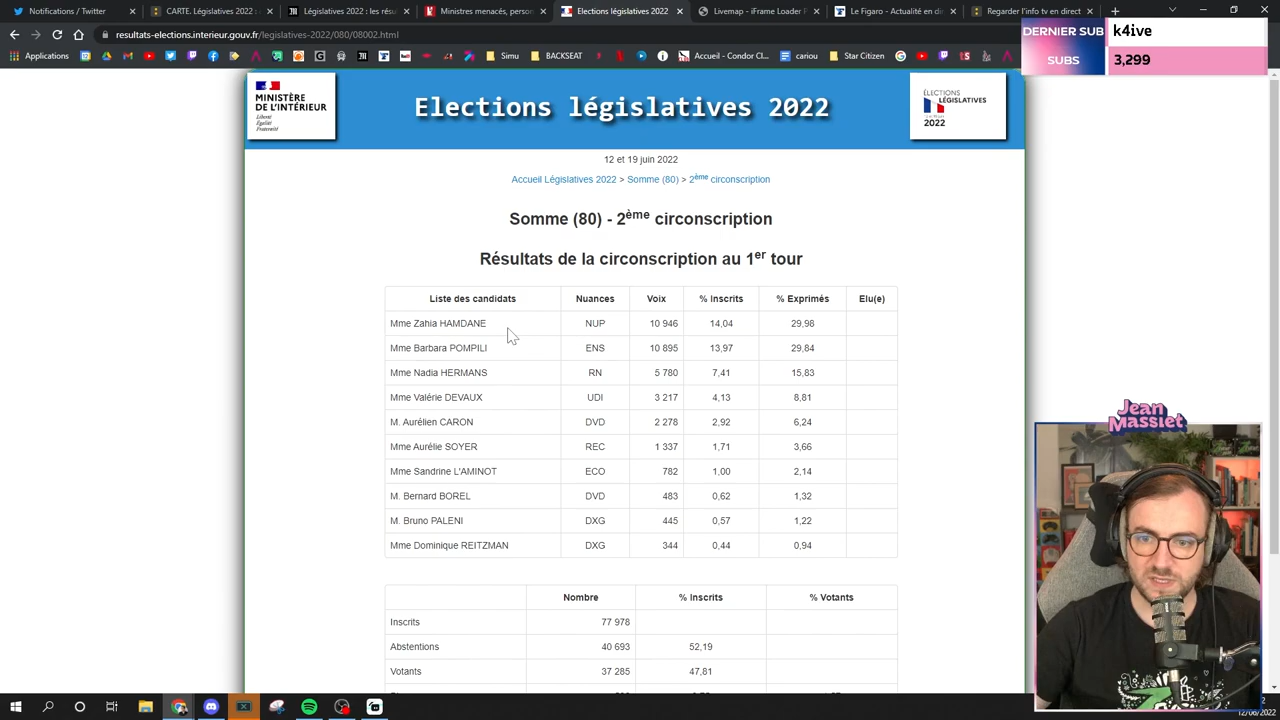 Twitter
CARTE. Législatives 2022 :
Législatives 2022 : les résu
Ministres menacés, person
Elections législatives 2022
Livremap - Iframe Loader P
Le Figaro - Actualité en dir
Regarder l
resultats-elections.interieur.gouv.fr/legislatives-2022/080/08002.html
Applications
Simu
BACKSEAT
Accueil - Condor Cl...
cariou
Star Citizen
DERNIER SUB
k4ive
SUBS
3,299
MINISTÈRE
DE L'INTÉRIEUR
Liberté
Égalité
Fraternité
Elections législatives 2022
ÉLECTIONS
LÉGISLATIVES
2022
12 et 19 juin 2022
Accueil Législatives 2022 > Somme (80) > 2ème circonscription
Somme (80) - 2ème circonscription
Résultats de la circonscription au 1er tour
Liste des candidats Nuances Voix % Inscrits % Exprimés Elu(e)
Mme Zahia HAMDANE NUP 10 946 14,04 29,98
Mme Barbara POMPILI ENS 10 895 13,97 29,84
Mme Nadia HERMANS RN 5 780 7,41 15,83
Mme Valérie DEVAUX UDI 3 217 4,13 8,81
M. Aurélien CARON DVD 2 278 2,92 6,24
Mme Aurélie SOYER REC 1 337 1,71 3,66
Mme Sandrine L'AMINOT ECO 782 1,00 2,14
M. Bernard BOREL DVD 483 0,62 1,32
M. Bruno PALENI DXG 445 0,57 1,22
Mme Dominique REITZMAN DXG 344 0,44 0,94
Nombre % Inscrits % Votants
Inscrits 77 978
Abstentions 40 693 52,19
Votants 37 285 47,81
Jean
Massiet
12/06/2022